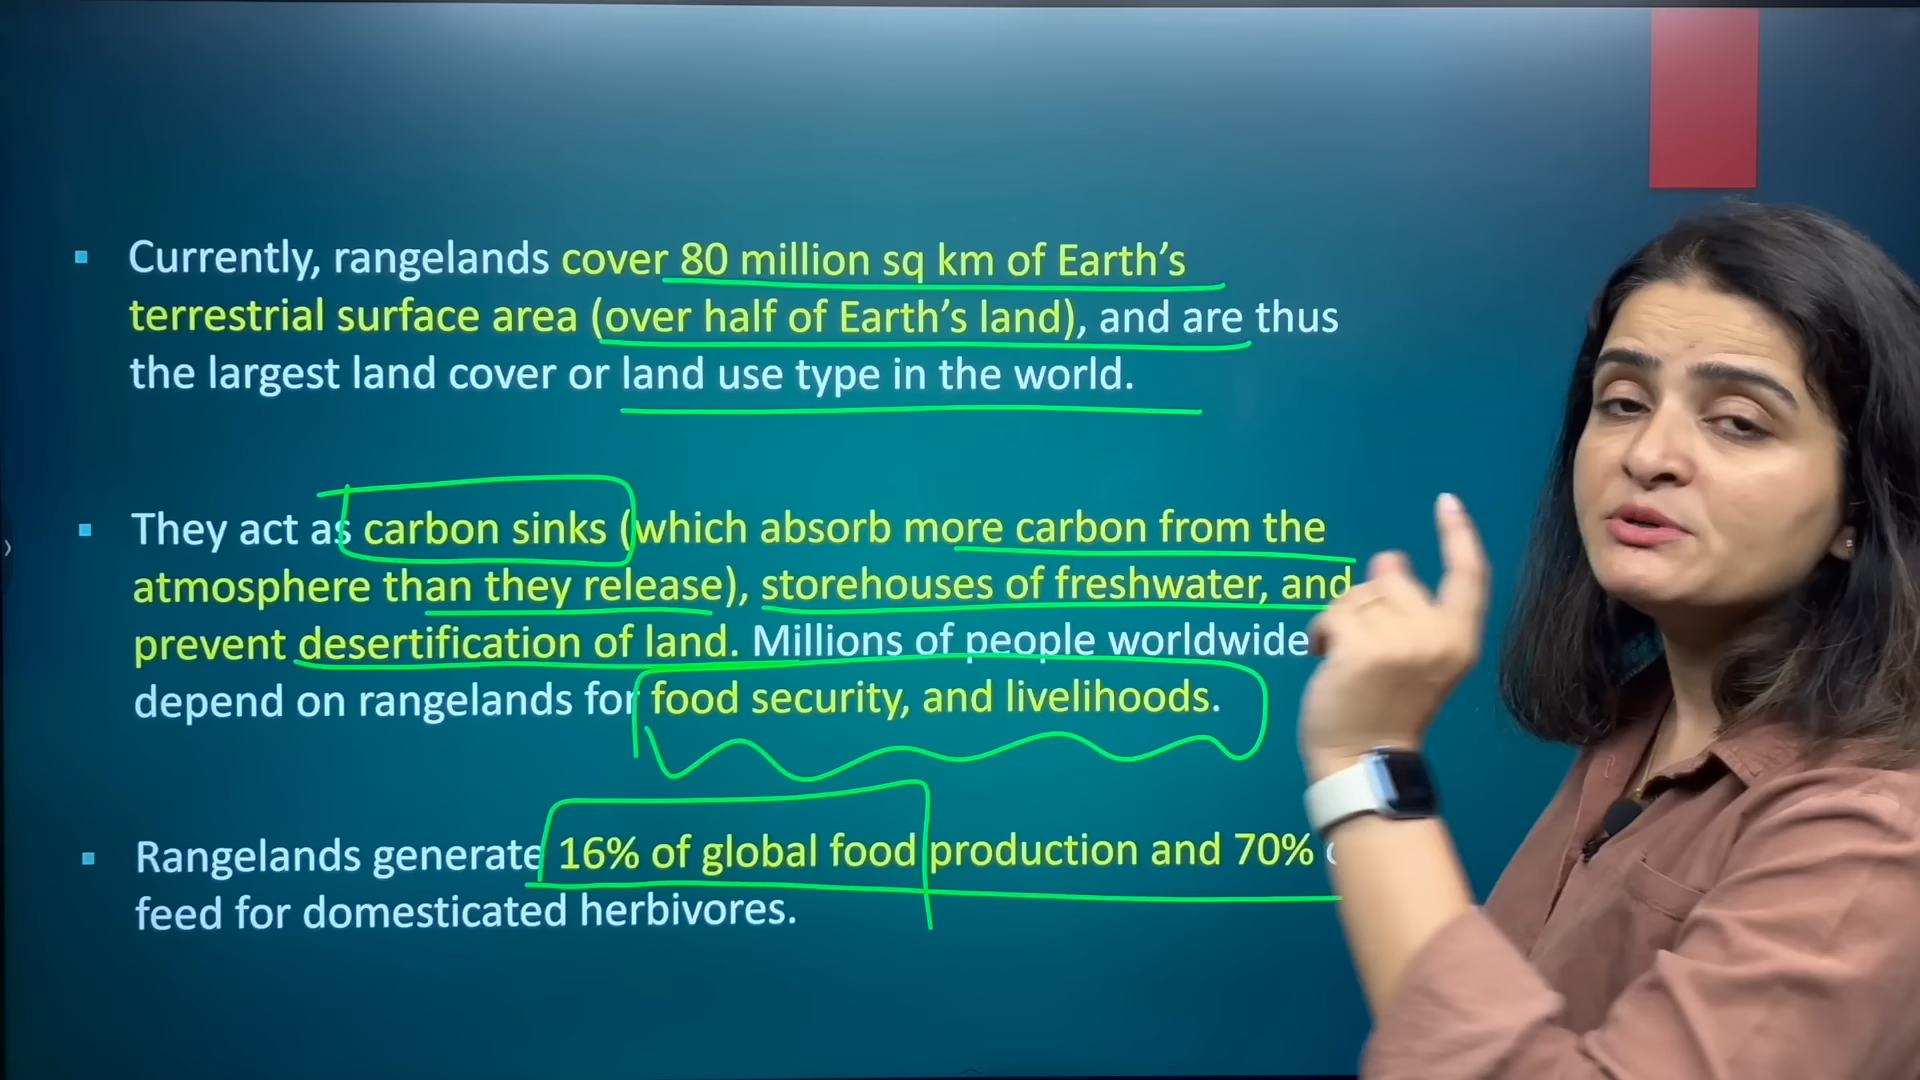 Currently, rangelands cover 80 million sq km of Earth's
terrestrial surface area (over half of Earth's land), and are thus
the largest land cover or land use type in the world.
They act as carbon sinks (which absorb more carbon from the
atmosphere than they release), storehouses of freshwater, and
prevent desertification of land. Millions of people worldwide
depend on rangelands for food security, and livelihoods.
Rangelands generate 16% of global food production and 70%
feed for domesticated herbivores.